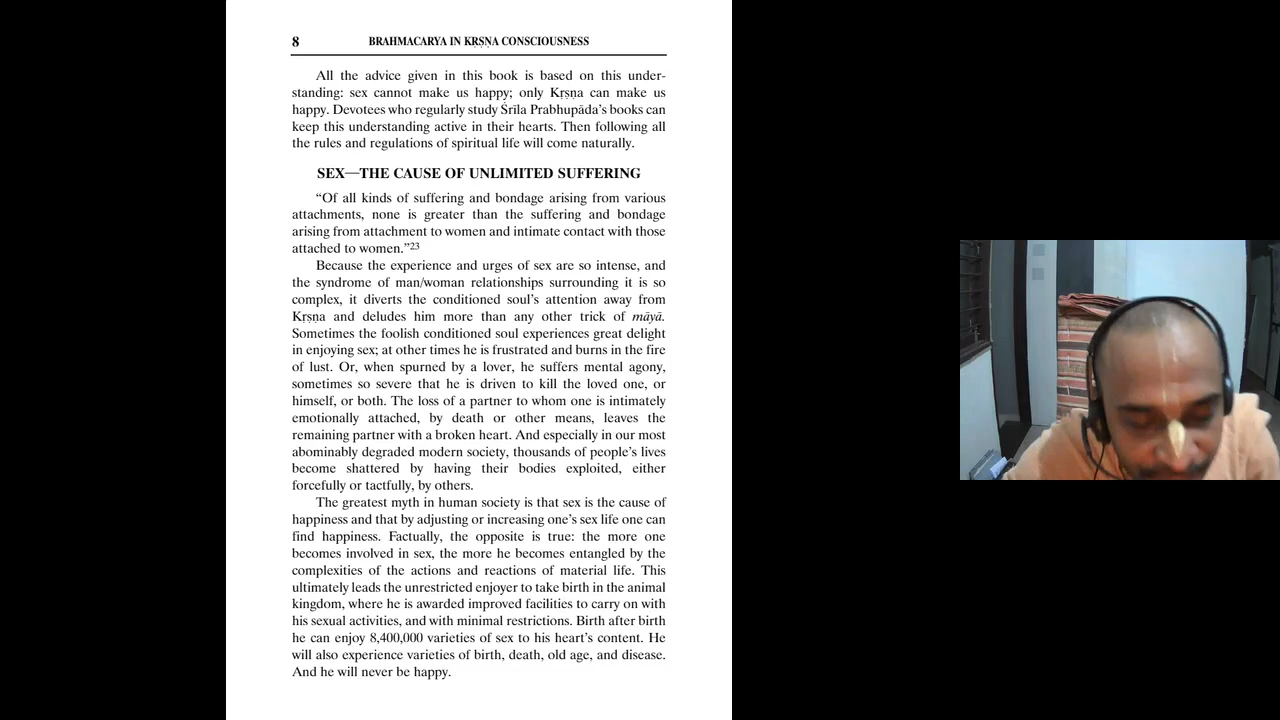 8 BRAHMACARYA IN KṚṢṆA CONSCIOUSNESS
All the advice given in this book is based on this under-
standing: sex cannot make us happy; only Kṛṣṇa can make us
happy. Devotees who regularly study Śrīla Prabhupāda’s books can
keep this understanding active in their hearts. Then following all
the rules and regulations of spiritual life will come naturally.
SEX—THE CAUSE OF UNLIMITED SUFFERING
“Of all kinds of suffering and bondage arising from various
attachments, none is greater than the suffering and bondage
arising from attachment to women and intimate contact with those
attached to women.”23
Because the experience and urges of sex are so intense, and
the syndrome of man/woman relationships surrounding it is so
complex, it diverts the conditioned soul’s attention away from
Kṛṣṇa and deludes him more than any other trick of māyā.
Sometimes the foolish conditioned soul experiences great delight
in enjoying sex; at other times he is frustrated and burns in the fire
of lust. Or, when spurned by a lover, he suffers mental agony,
sometimes so severe that he is driven to kill the loved one, or
himself, or both. The loss of a partner to whom one is intimately
emotionally attached, by death or other means, leaves the
remaining partner with a broken heart. And especially in our most
abominably degraded modern society, thousands of people’s lives
become shattered by having their bodies exploited, either
forcefully or tactfully, by others.
The greatest myth in human society is that sex is the cause of
happiness and that by adjusting or increasing one’s sex life one can
find happiness. Factually, the opposite is true: the more one
becomes involved in sex, the more he becomes entangled by the
complexities of the actions and reactions of material life. This
ultimately leads the unrestricted enjoyer to take birth in the animal
kingdom, where he is awarded improved facilities to carry on with
his sexual activities, and with minimal restrictions. Birth after birth
he can enjoy 8,400,000 varieties of sex to his heart’s content. He
will also experience varieties of birth, death, old age, and disease.
And he will never be happy.